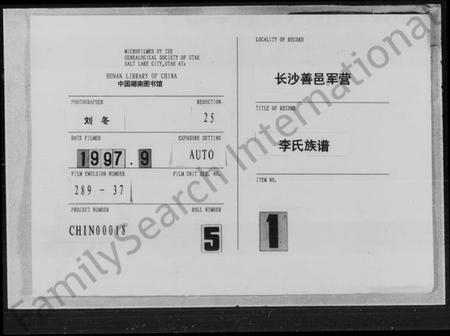 MICROFILMED BY THE
GENEALOGICAL SOCIETY OF UTAH
SALT LAKE CITY, UTAH AT:
HUNAN LIBRARY OF CHINA
中国湖南图书馆
PHOTOGRAPHER
REDUCTION
刘 冬
25
DATE FILMED
EXPOSURE SETTING
1997.9
AUTO
FILM EMULSION NUMBER
FILM UNIT SERL NO.
289 - 37
PROJECT NUMBER
ROLL NUMBER
CHIN00018
5
LOCALITY OF RECORD
长沙善邑军营
TITLE OF RECORD
李氏族谱
ITEM NO.
1
FamilySearch International